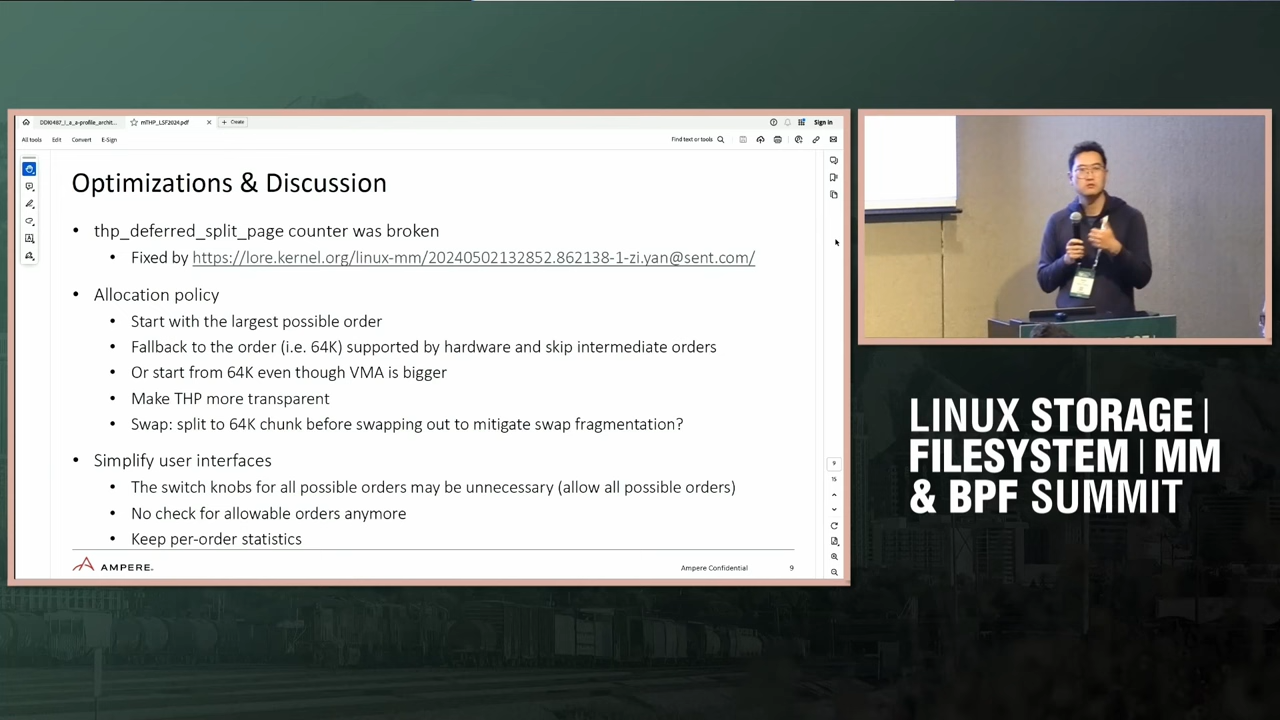 DDI0487_i_a_a-profile_archit...
mTHP_LSF2024.pdf
Create
Sign in
All tools
Edit
Convert
E-Sign
Find text or tools
Optimizations & Discussion
• thp_deferred_split_page counter was broken
• Fixed by https://lore.kernel.org/linux-mm/20240502132852.862138-1-zi.yan@sent.com/
• Allocation policy
• Start with the largest possible order
• Fallback to the order (i.e. 64K) supported by hardware and skip intermediate orders
• Or start from 64K even though VMA is bigger
• Make THP more transparent
• Swap: split to 64K chunk before swapping out to mitigate swap fragmentation?
• Simplify user interfaces
• The switch knobs for all possible orders may be unnecessary (allow all possible orders)
• No check for allowable orders anymore
• Keep per-order statistics
AMPERE.
Ampere Confidential
9
9
15
LINUX STORAGE |
FILESYSTEM | MM
& BPF SUMMIT